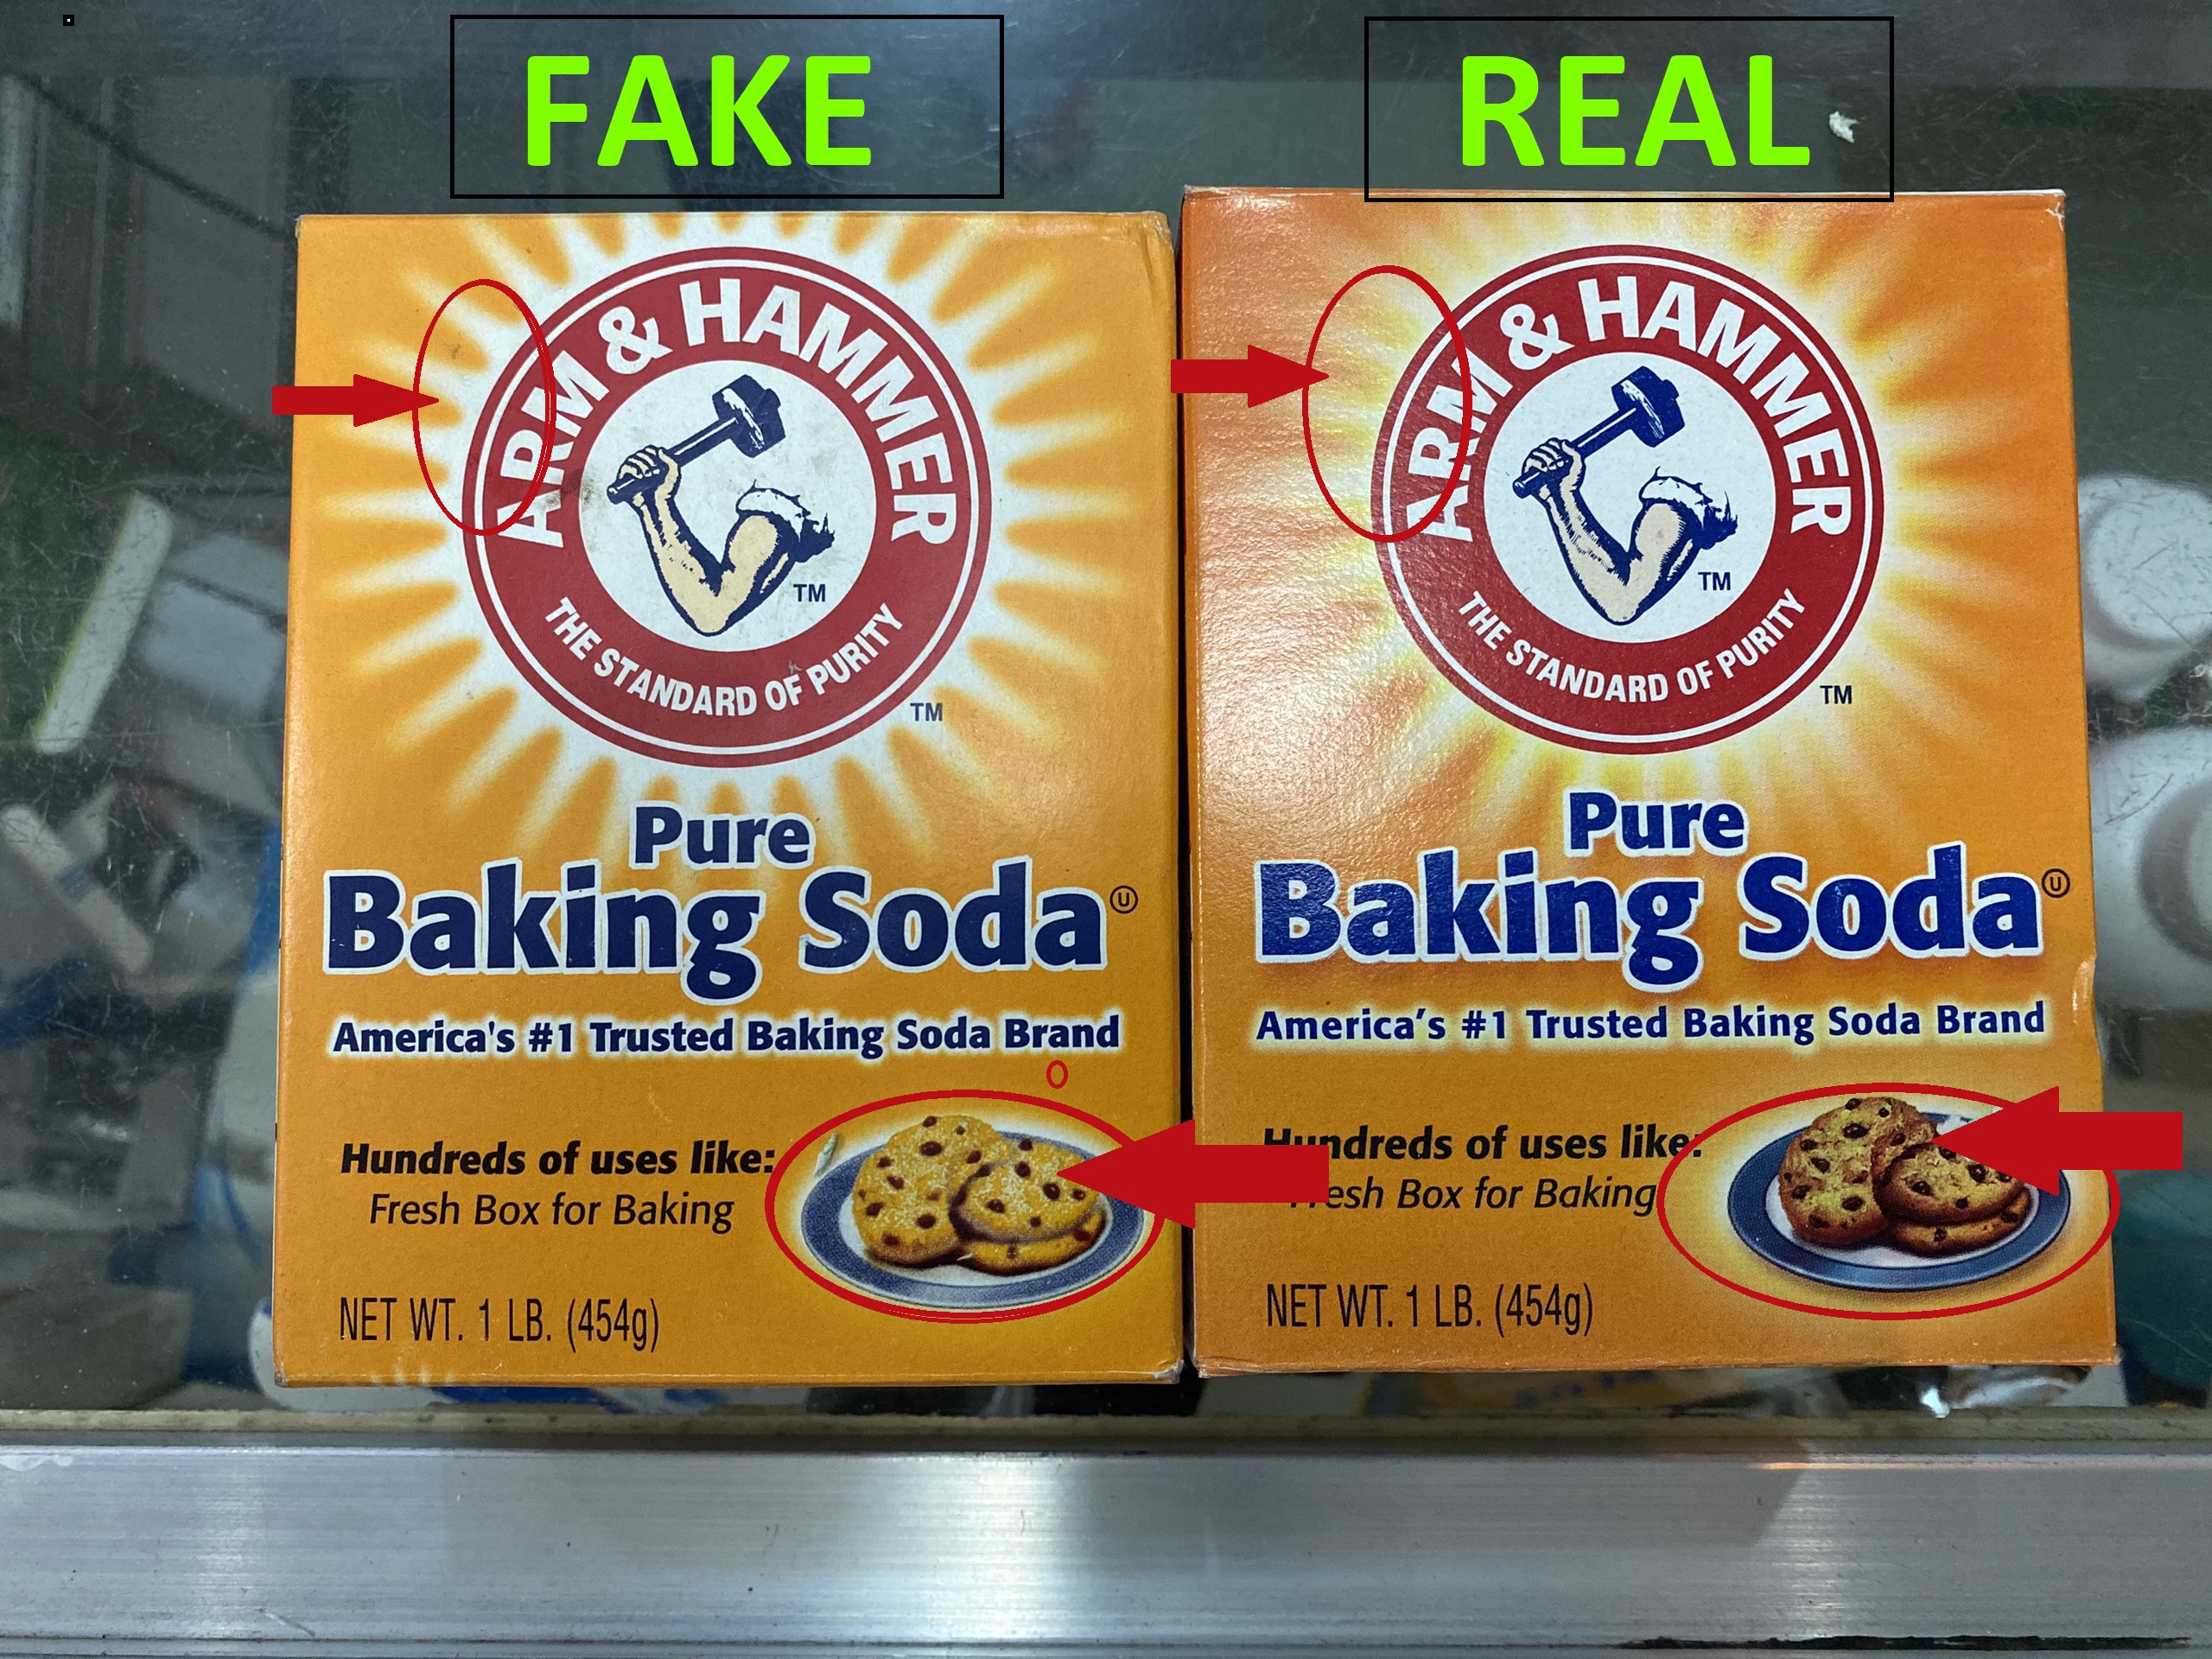 FAKE
REAL
ARM & HAMMER
TM
THE STANDARD OF PURITY
TM
Pure
Baking Soda
U
America's #1 Trusted Baking Soda Brand
Hundreds of uses like:
Fresh Box for Baking
NET WT. 1 LB. (454g)
ARM & HAMMER
TM
THE STANDARD OF PURITY
TM
Pure
Baking Soda
U
America's #1 Trusted Baking Soda Brand
Hundreds of uses like:
Fresh Box for Baking
NET WT. 1 LB. (454g)